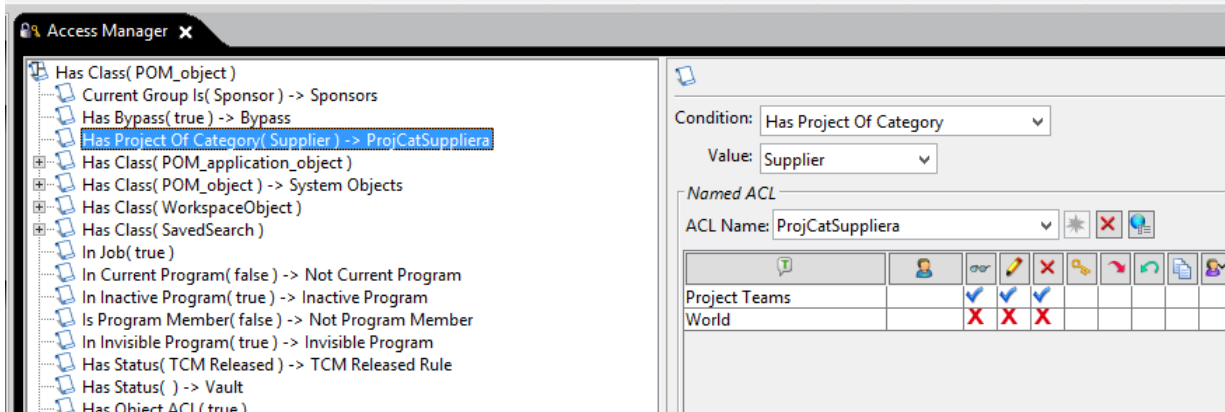 Access Manager
Has Class( POM_object )
Current Group Is( Sponsor ) -> Sponsors
Has Bypass( true ) -> Bypass
Has Project Of Category( Supplier ) -> ProjCatSuppliera
Has Class( POM_application_object )
Has Class( POM_object ) -> System Objects
Has Class( WorkspaceObject )
Has Class( SavedSearch )
In Job( true )
In Current Program( false ) -> Not Current Program
In Inactive Program( true ) -> Inactive Program
Is Program Member( false ) -> Not Program Member
In Invisible Program( true ) -> Invisible Program
Has Status( TCM Released ) -> TCM Released Rule
Has Status( ) -> Vault
Has Object ACL( true )
Condition: Has Project Of Category
Value: Supplier
Named ACL
ACL Name: ProjCatSuppliera
Project Teams
World